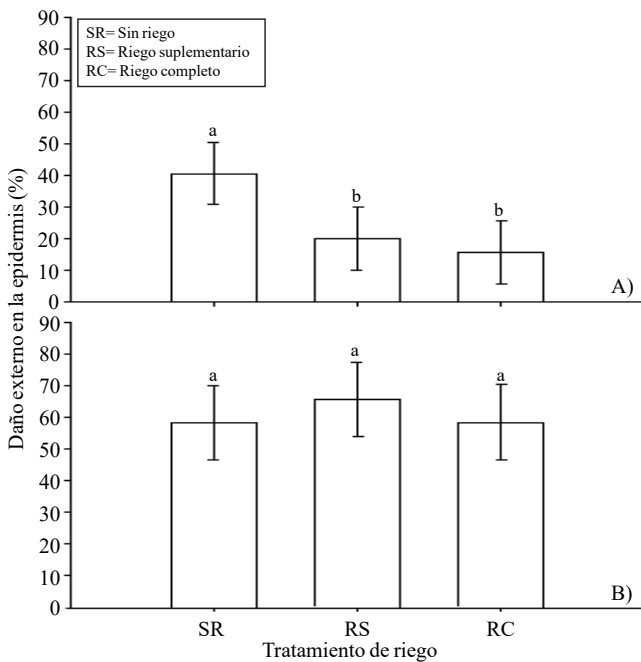 Daño externo en la epidermis (%)
90
80
70
60
50
40
30
20
10
0
SR= Sin riego
RS= Riego suplementario
RC= Riego completo
a
b
b
A)
90
80
70
60
50
40
30
20
10
0
a
a
a
B)
SR RS RC
Tratamiento de riego